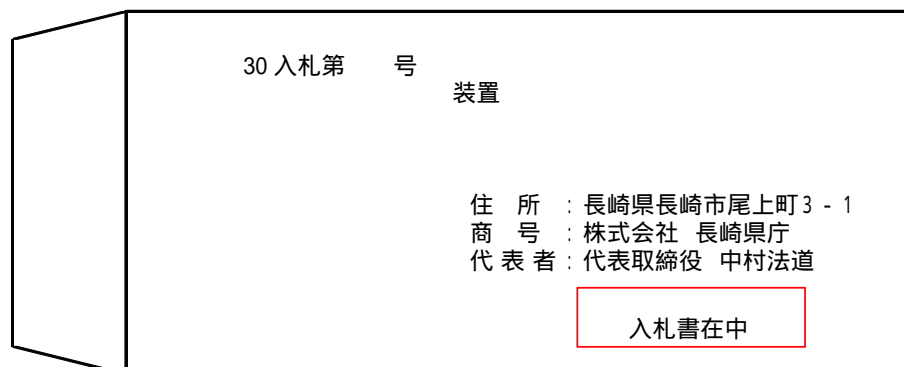 30 入札第　　号
装置
住　所　: 長崎県長崎市尾上町3 - 1
商　号　: 株式会社 長崎県庁
代 表 者 : 代表取締役 中村法道
入札書在中